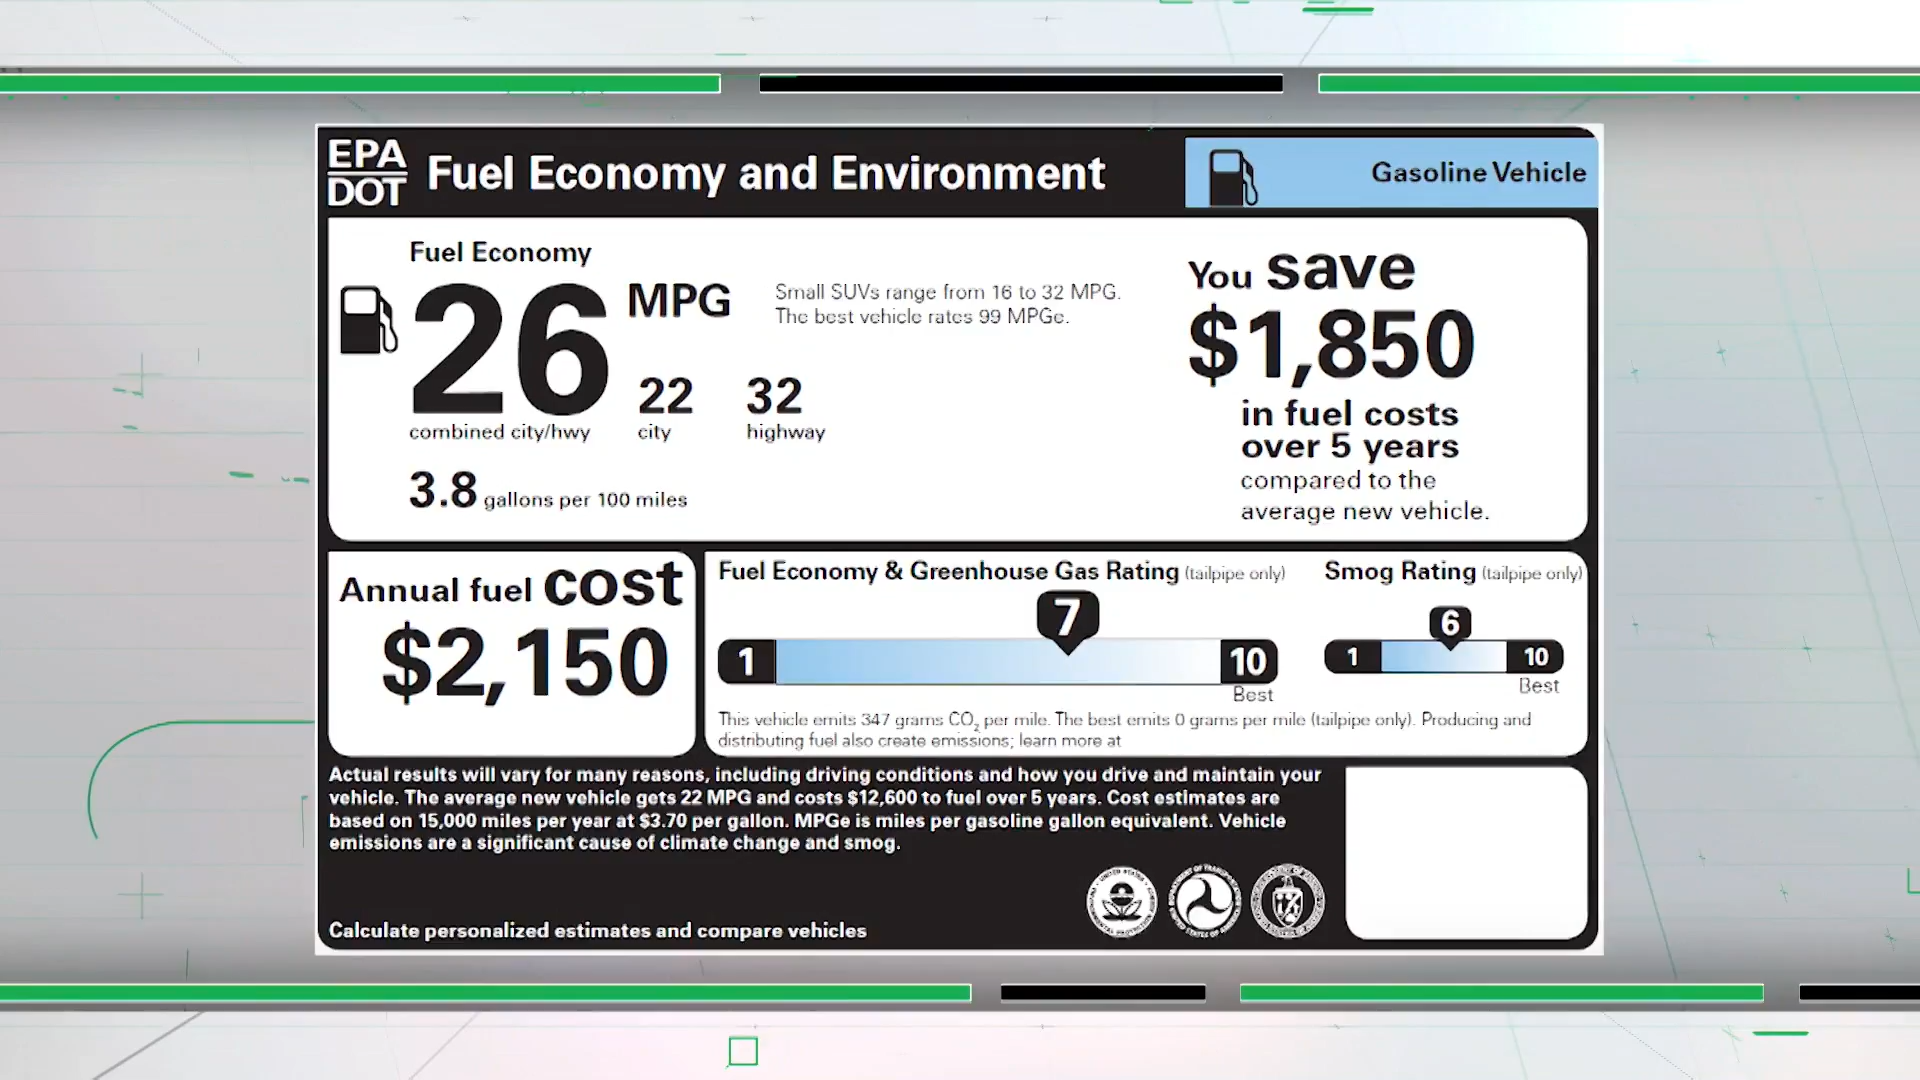 EPA
DOT
Fuel Economy and Environment
Gasoline Vehicle
Fuel Economy
26 MPG
Small SUVs range from 16 to 32 MPG.
The best vehicle rates 99 MPGe.
22 32
combined city/hwy city highway
3.8 gallons per 100 miles
You save
$1,850
in fuel costs
over 5 years
compared to the
average new vehicle.
Annual fuel cost
$2,150
Fuel Economy & Greenhouse Gas Rating (tailpipe only)
7
1 10
Best
Smog Rating (tailpipe only)
6
1 10
Best
This vehicle emits 347 grams CO2 per mile. The best emits 0 grams per mile (tailpipe only). Producing and
distributing fuel also create emissions; learn more at
Actual results will vary for many reasons, including driving conditions and how you drive and maintain your
vehicle. The average new vehicle gets 22 MPG and costs $12,600 to fuel over 5 years. Cost estimates are
based on 15,000 miles per year at $3.70 per gallon. MPGe is miles per gasoline gallon equivalent. Vehicle
emissions are a significant cause of climate change and smog.
Calculate personalized estimates and compare vehicles